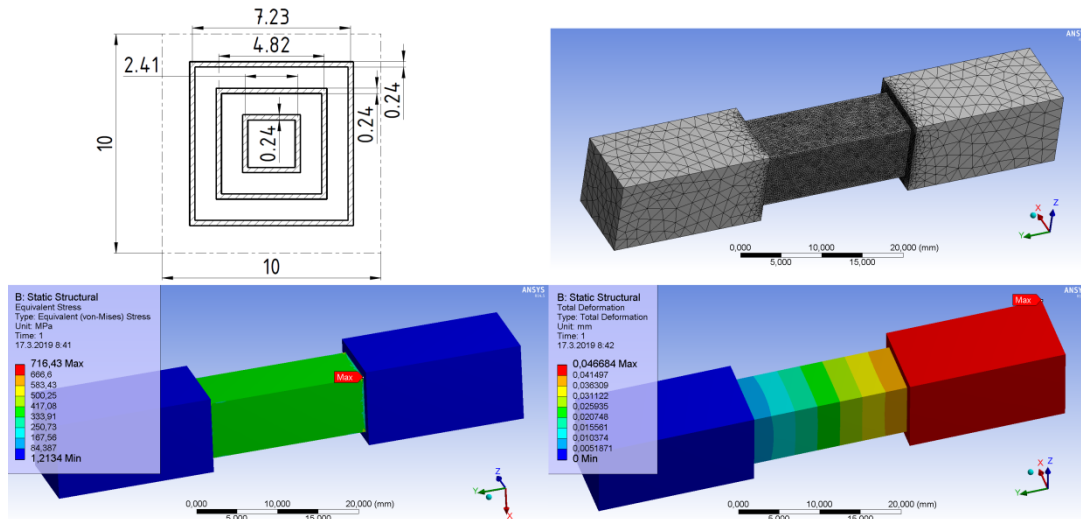 7.23
4.82
2.41
0.24
0.24
0.24
10
10
0,000
10,000
20,000 (mm)
5,000
15,000
X
Y
Z
B: Static Structural
Equivalent Stress
Type: Equivalent (von-Mises) Stress
Unit: MPa
Time: 1
17.3.2019 8:41
716,43 Max
666,6
583,43
500,25
417,08
333,91
250,73
167,56
84,387
1,2134 Min
Max
ANSYS
0,000
10,000
20,000 (mm)
5,000
15,000
Z
Y
X
B: Static Structural
Total Deformation
Type: Total Deformation
Unit: mm
Time: 1
17.3.2019 8:42
0,046684 Max
0,041497
0,036309
0,031122
0,025935
0,020748
0,015561
0,010374
0,0051871
0 Min
Max
0,000
10,000
20,000 (mm)
5,000
15,000
X
Z
Y